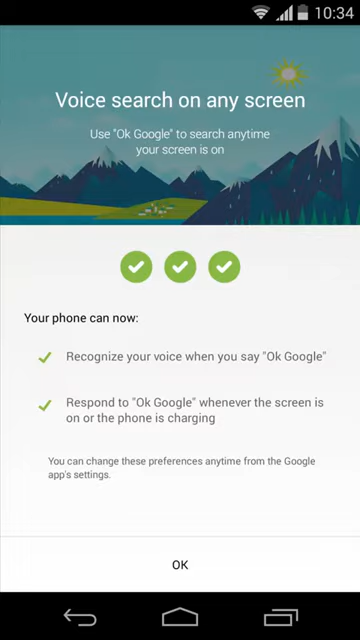 10:34
Voice search on any screen
Use "Ok Google" to search anytime
your screen is on
Your phone can now:
Recognize your voice when you say "Ok Google"
Respond to "Ok Google" whenever the screen is
on or the phone is charging
You can change these preferences anytime from the Google
app's settings.
OK